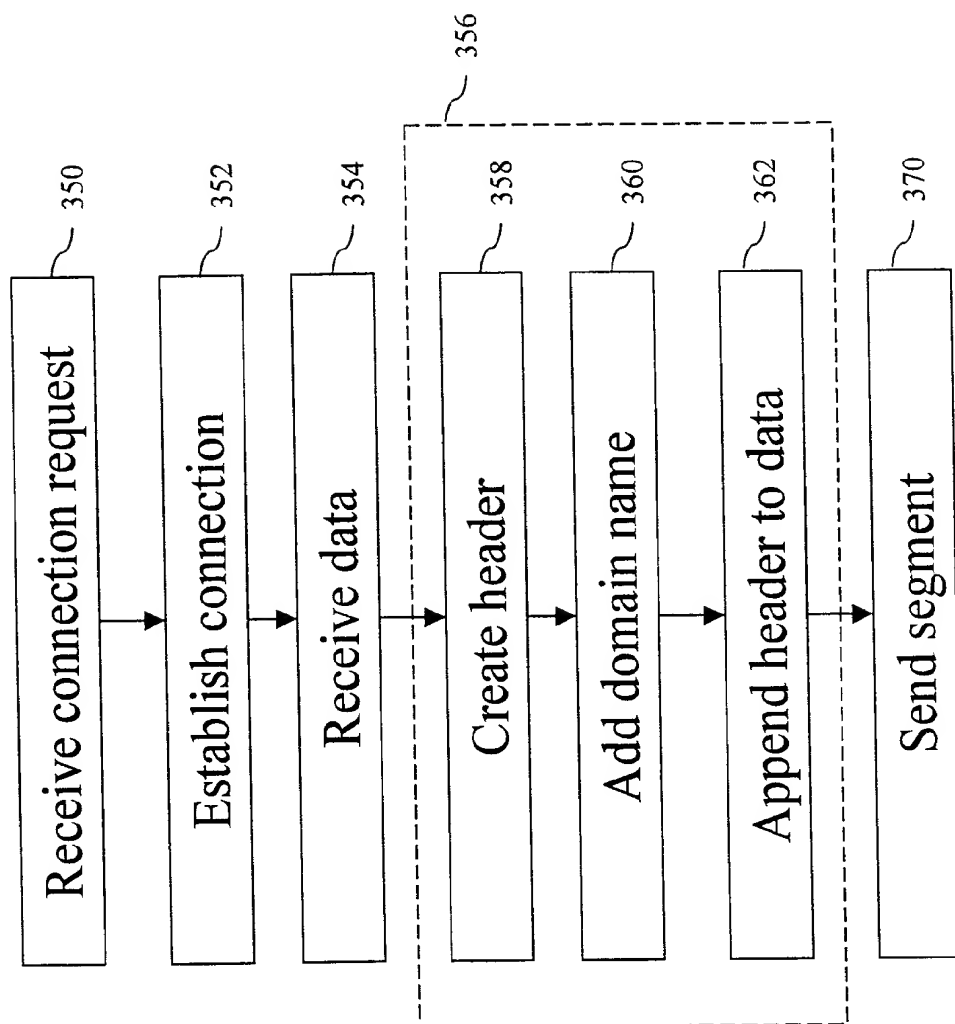 Receive connection request
350
Establish connection
352
Receive data
354
356
Create header
358
Add domain name
360
Append header to data
362
Send segment
370